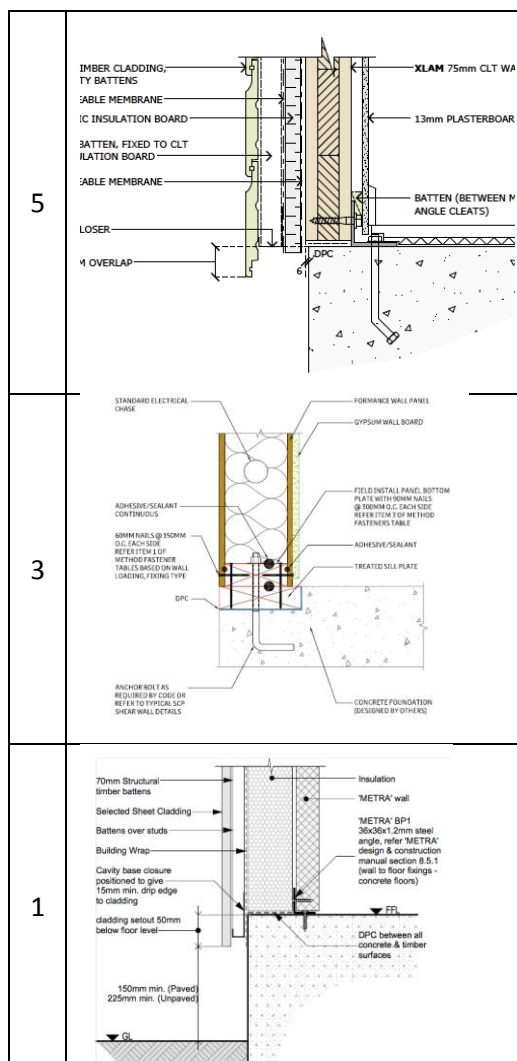 5
TIMBER CLADDING,
TY BATTENS
EABLE MEMBRANE
IC INSULATION BOARD
BATTEN, FIXED TO CLT
ULATION BOARD
EABLE MEMBRANE
LOSER
M OVERLAP
6
DPC
XLAM 75mm CLT WA
13mm PLASTERBOAR
BATTEN (BETWEEN M
ANGLE CLEATS)
3
STANDARD ELECTRICAL
CHASE
ADHESIVE/SEALANT
CONTINUOUS
60MM NAILS @ 150MM
O.C. EACH SIDE
REFER ITEM 1 OF
METHOD FASTENER
TABLES BASED ON WALL
LOADING, FIXING TYPE
DPC
ANCHOR BOLT AS
REQUIRED BY CODE OR
REFER TO TYPICAL SCP
SHEAR WALL DETAILS
FORMANCE WALL PANEL
GYPSUM WALL BOARD
FIELD INSTALL PANEL BOTTOM
PLATE WITH 90MM NAILS
@ 300MM O.C. EACH SIDE
REFER ITEM 3 OF METHOD
FASTENERS TABLE
ADHESIVE/SEALANT
TREATED SILL PLATE
CONCRETE FOUNDATION
(DESIGNED BY OTHERS)
1
70mm Structural
timber battens
Selected Sheet Cladding
Battens over studs
Building Wrap
Cavity base closure
positioned to give
15mm min. drip edge
to cladding
cladding setout 50mm
below floor level
150mm min. (Paved)
225mm min. (Unpaved)
GL
Insulation
'METRA' wall
'METRA' BP1
36x36x1.2mm steel
angle, refer 'METRA'
design & construction
manual section 8.5.1
(wall to floor fixings -
concrete floors)
FFL
DPC between all
concrete & timber
surfaces